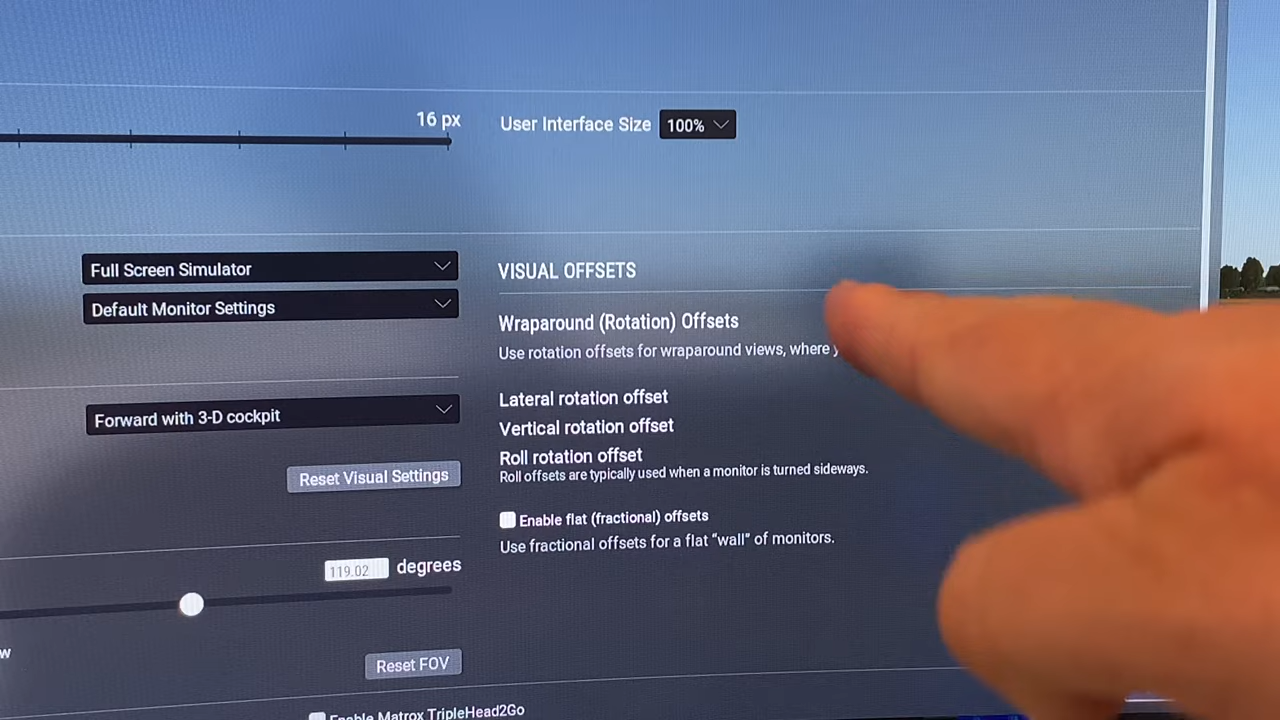 16 px
User Interface Size 100%
Full Screen Simulator
Default Monitor Settings
Forward with 3-D cockpit
Reset Visual Settings
119.02 degrees
w
Reset FOV
Enable Matrox TripleHead2Go
VISUAL OFFSETS
Wraparound (Rotation) Offsets
Use rotation offsets for wraparound views, where
Lateral rotation offset
Vertical rotation offset
Roll rotation offset
Roll offsets are typically used when a monitor is turned sideways.
Enable flat (fractional) offsets
Use fractional offsets for a flat “wall” of monitors.